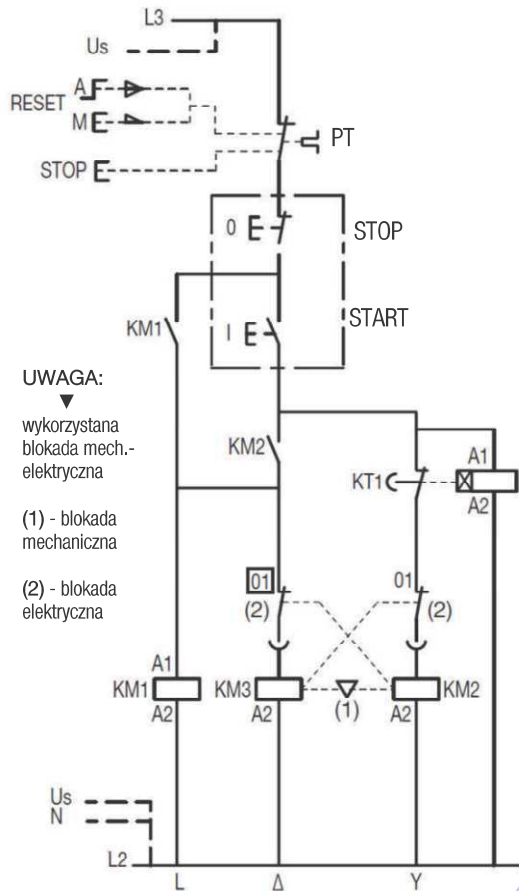 L3
Us
A
RESET
M
PT
STOP
0
STOP
I
START
KM1
UWAGA:
wykorzystana
blokada mech.-
elektryczna
KM2
A1
KT1
A2
(1) - blokada
mechaniczna
(2) - blokada
elektryczna
01
01
(2)
(2)
A1
KM1
KM3
KM2
A2
A2
(1)
A2
Us
N
L2
L
Δ
Y